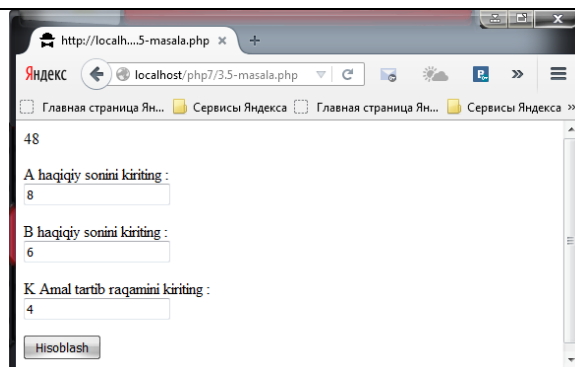 http://localh....5-masala.php × +
Яндекс localhost/php7/3.5-masala.php
Главная страница Ян... Сервисы Яндекса Главная страница Ян... Сервисы Яндекса »
48
A haqiqiy sonini kiriting :
8
B haqiqiy sonini kiriting :
6
K Amal tartib raqamini kiriting :
4
Hisoblash